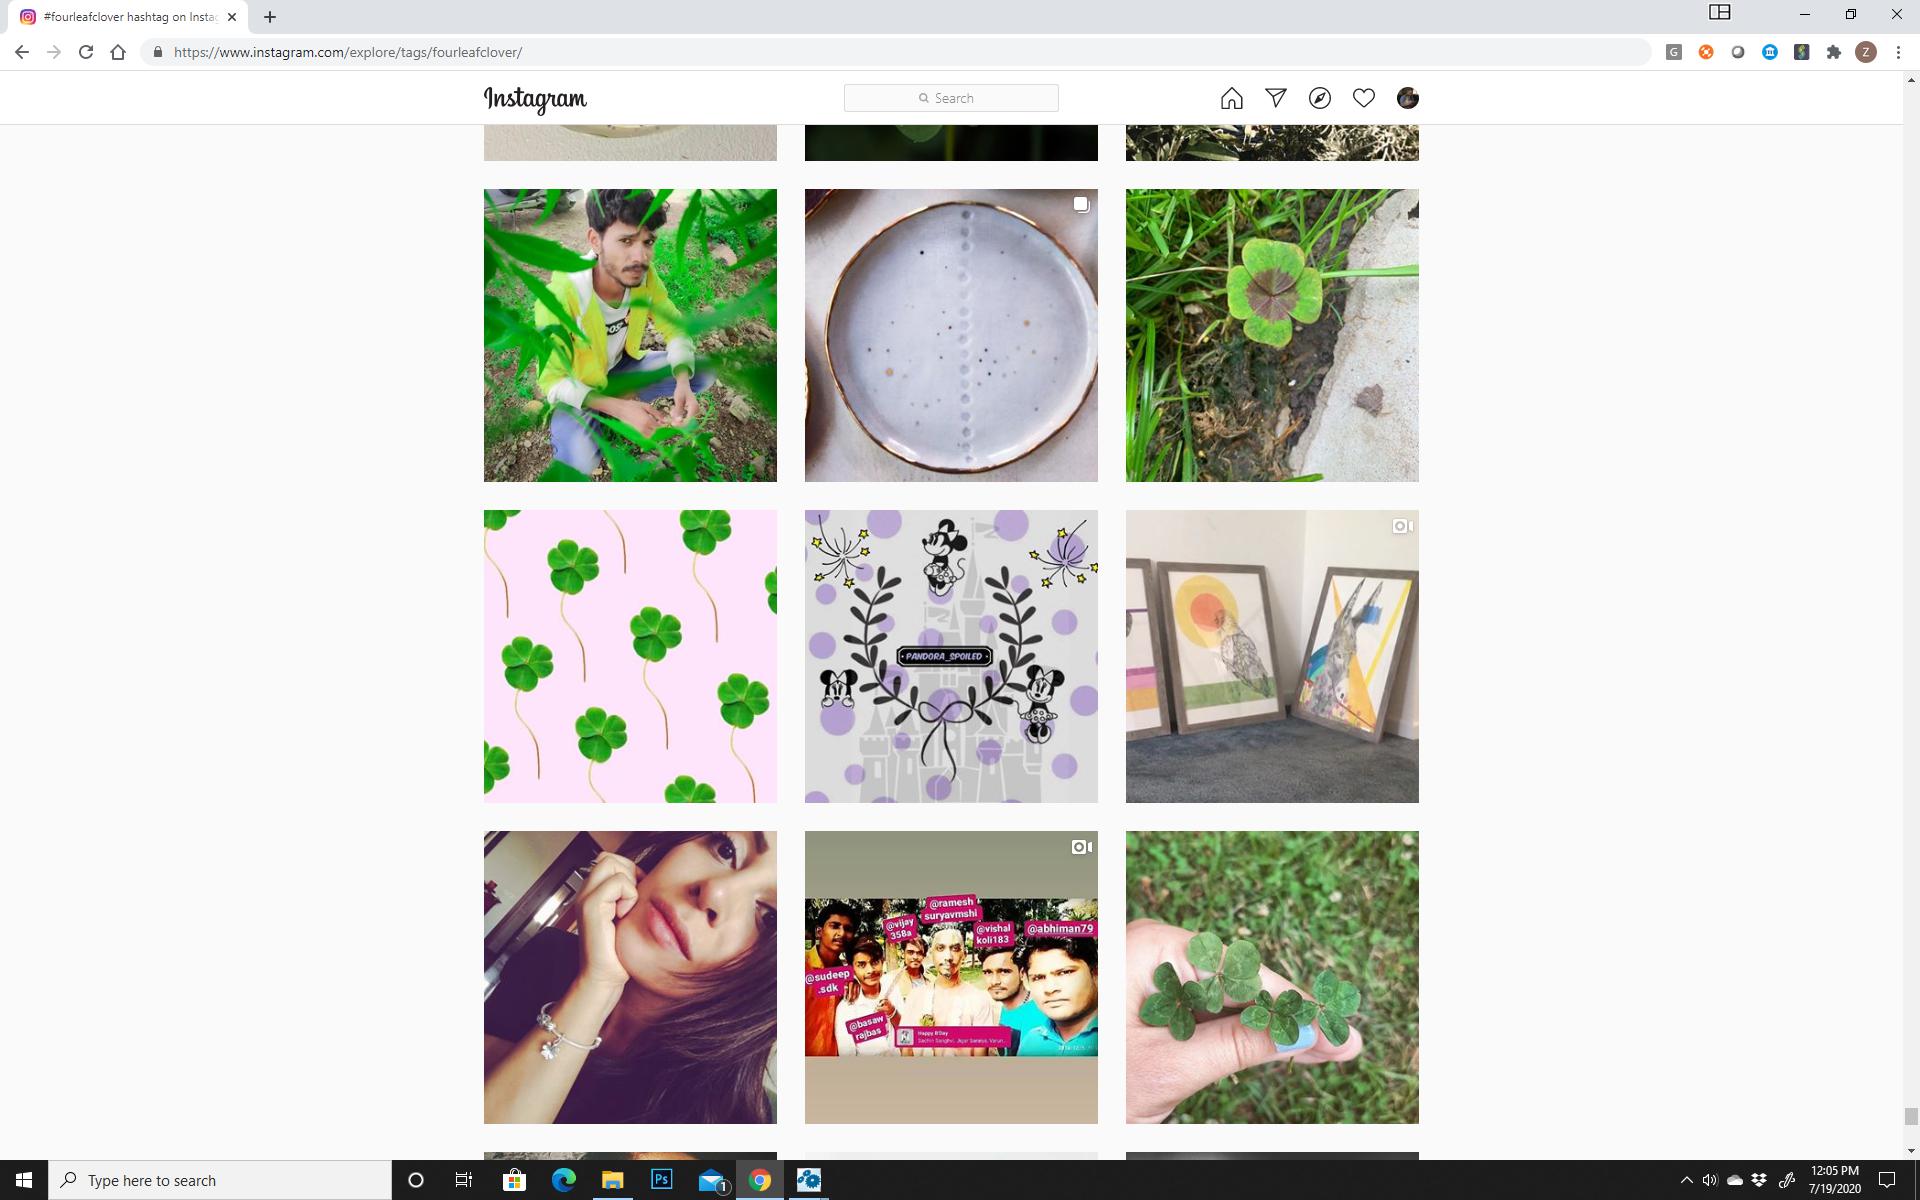 #fourleafclover hashtag on Insta
https://www.instagram.com/explore/tags/fourleafclover/
G
Z
Instagram
Search
• PANDORA_SPOILED •
@ramesh
suryavmshi
@vijay
358a
@vishal
koli183
@abhiman79
@sudeep
.sdk
@basaw
rajbas
Happy B'Day
Sachin Sanghvi, Jigar Saraiya, Varun...
Type here to search
Ps
1
12:05 PM
7/19/2020